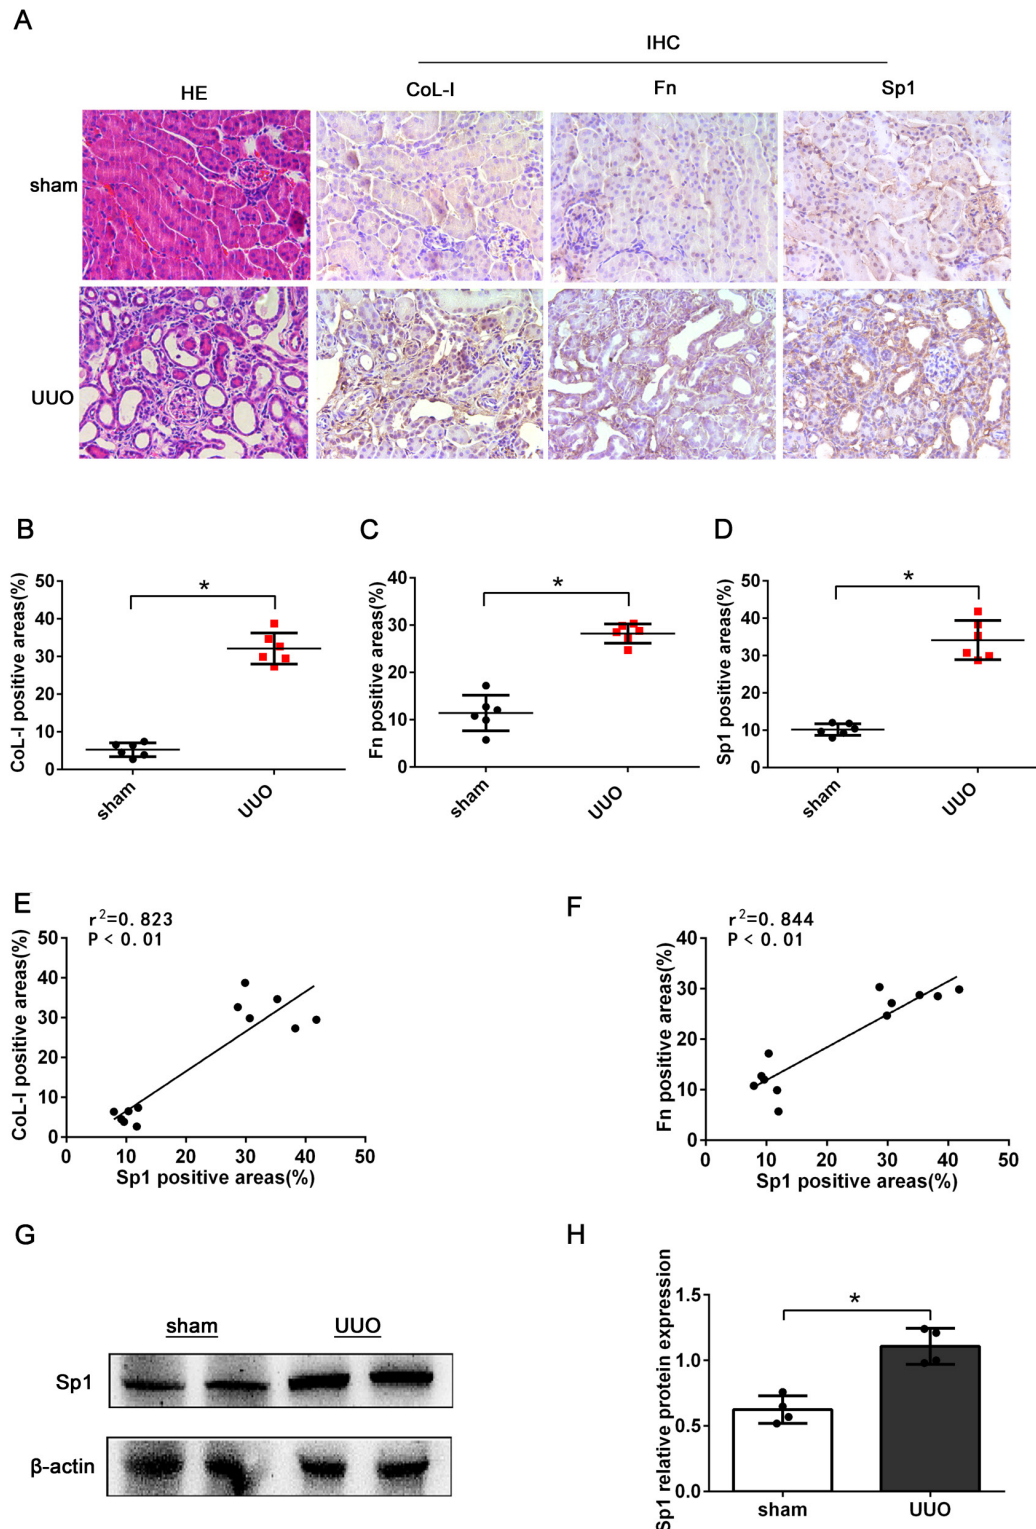 A
IHC
HE CoL-I Fn Sp1
sham
UUO
B
CoL-I positive areas(%)
50
40
30
20
10
0
*
sham UUO
C
Fn positive areas(%)
40
30
20
10
0
*
sham UUO
D
Sp1 positive areas(%)
50
40
30
20
10
0
*
sham UUO
E
r²=0.823
P<0.01
CoL-I positive areas(%)
50
40
30
20
10
0
0 10 20 30 40 50
Sp1 positive areas(%)
F
r²=0.844
P<0.01
Fn positive areas(%)
40
30
20
10
0
0 10 20 30 40 50
Sp1 positive areas(%)
G
sham UUO
Sp1
β-actin
H
Sp1 relative protein expression
1.5
1.0
0.5
0.0
*
sham UUO